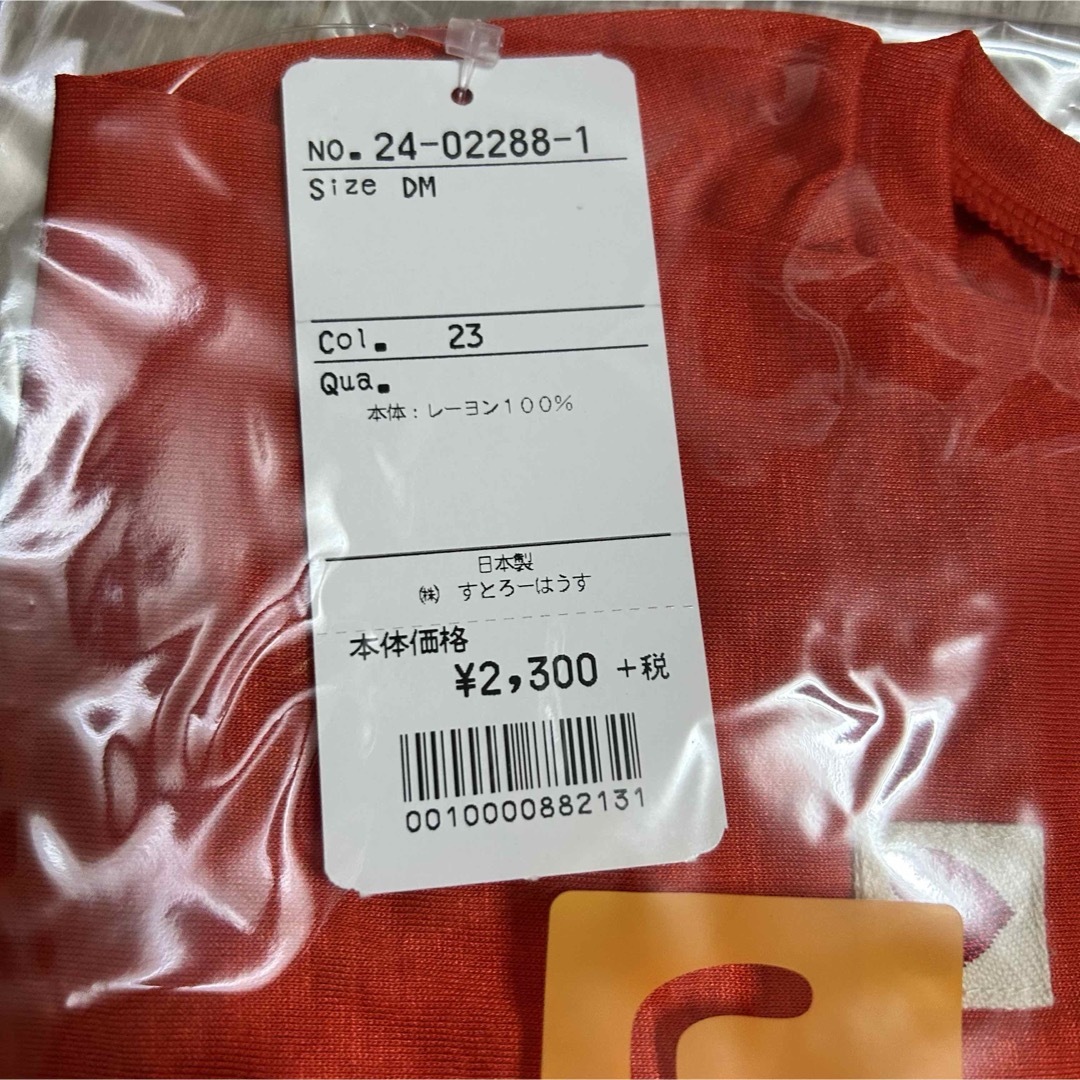 NO. 24-02288-1
Size DM
Col. 23
Qua.
本体：レーヨン１００％
日本製
㈱ すとろーはうす
本体価格
¥2,300 +税
0010000882131